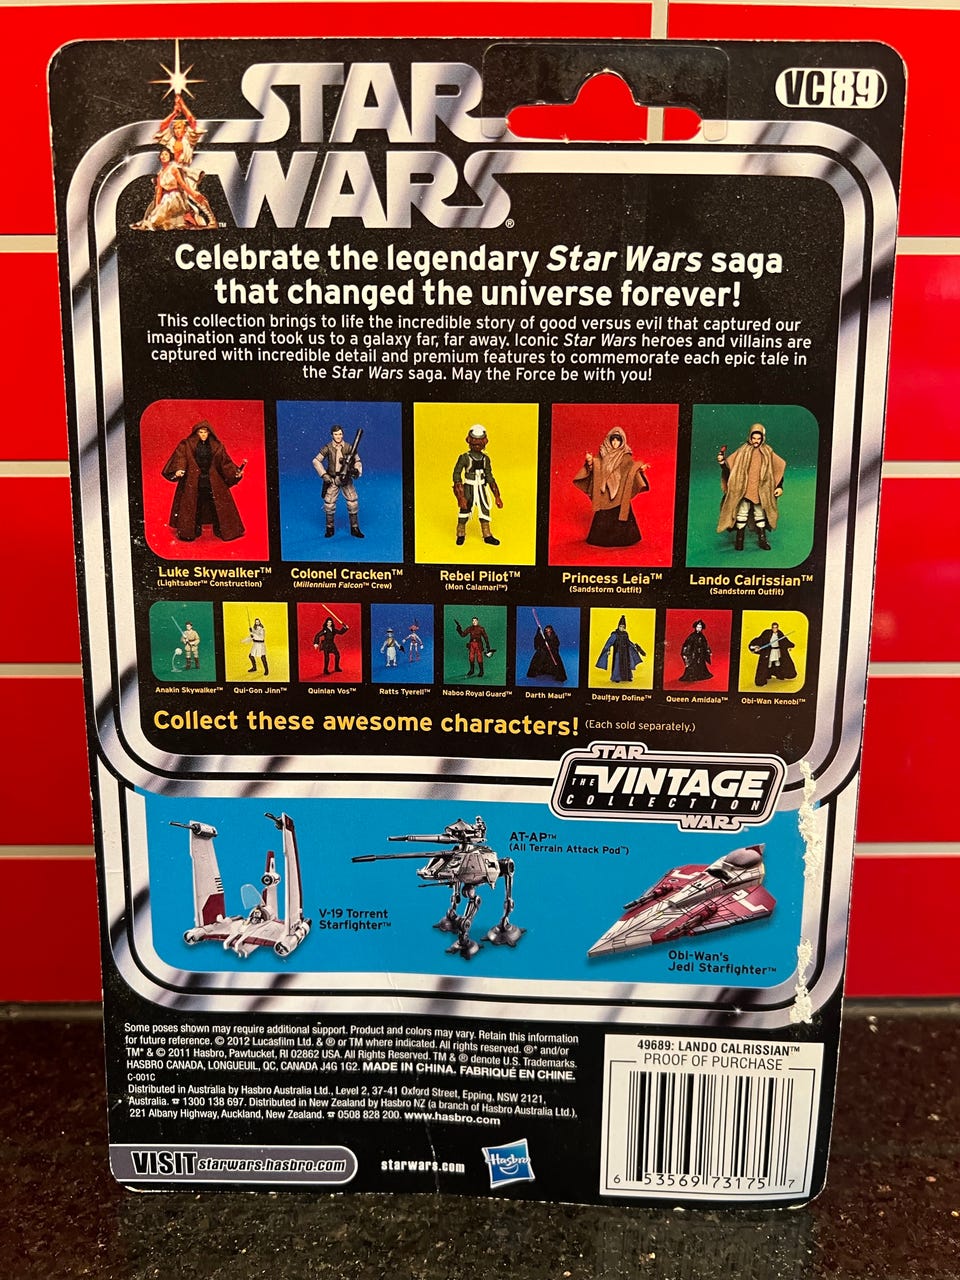 STAR
WARS®
VC89
Celebrate the legendary Star Wars saga
that changed the universe forever!
This collection brings to life the incredible story of good versus evil that captured our
imagination and took us to a galaxy far, far away. Iconic Star Wars heroes and villains are
captured with incredible detail and premium features to commemorate each epic tale in
the Star Wars saga. May the Force be with you!
Luke Skywalker™
(Lightsaber™ Construction)
Colonel Cracken™
(Millennium Falcon™ Crew)
Rebel Pilot™
(Mon Calamari™)
Princess Leia™
(Sandstorm Outfit)
Lando Calrissian™
(Sandstorm Outfit)
Anakin Skywalker™
Qui-Gon Jinn™
Quinlan Vos™
Ratts Tyerell™
Naboo Royal Guard™
Darth Maul™
Daultay Dofine™
Queen Amidala™
Obi-Wan Kenobi™
Collect these awesome characters! (Each sold separately.)
STAR
THE VINTAGE
COLLECTION
WARS
V-19 Torrent
Starfighter™
AT-AP™
(All Terrain Attack Pod™)
Obi-Wan's
Jedi Starfighter™
Some poses shown may require additional support. Product and colors may vary. Retain this information
for future reference. © 2012 Lucasfilm Ltd. & ® or TM where indicated. All rights reserved. ®* and/or
TM* & © 2011 Hasbro, Pawtucket, RI 02862 USA. All Rights Reserved. TM & ® denote U.S. Trademarks.
HASBRO CANADA, LONGUEUIL, QC, CANADA J4G 1G2. MADE IN CHINA. FABRIQUÉ EN CHINE.
C-001C
Distributed in Australia by Hasbro Australia Ltd., Level 2, 37-41 Oxford Street, Epping, NSW 2121,
Australia. ☎ 1300 138 697. Distributed in New Zealand by Hasbro NZ (a branch of Hasbro Australia Ltd.),
221 Albany Highway, Auckland, New Zealand. ☎ 0508 828 200. www.hasbro.com
VISIT starwars.hasbro.com
starwars.com
Hasbro
49689: LANDO CALRISSIAN™
PROOF OF PURCHASE
6 53569 73175 7